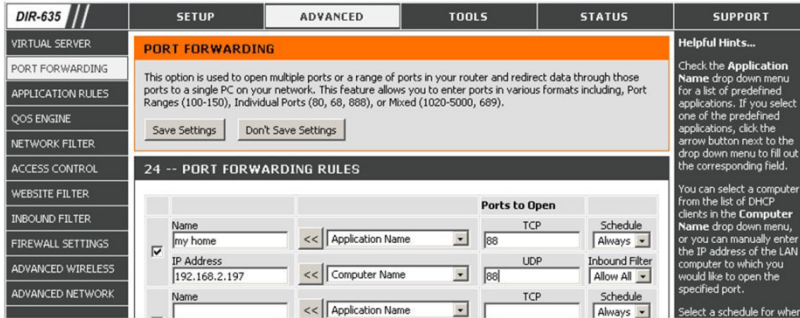 DIR-635
SETUP
ADVANCED
TOOLS
STATUS
SUPPORT
VIRTUAL SERVER
PORT FORWARDING
APPLICATION RULES
QOS ENGINE
NETWORK FILTER
ACCESS CONTROL
WEBSITE FILTER
INBOUND FILTER
FIREWALL SETTINGS
ADVANCED WIRELESS
ADVANCED NETWORK
PORT FORWARDING
This option is used to open multiple ports or a range of ports in your router and redirect data through those
ports to a single PC on your network. This feature allows you to enter ports in various formats including, Port
Ranges (100-150), Individual Ports (80, 68, 888), or Mixed (1020-5000, 689).
Save Settings
Don't Save Settings
24 -- PORT FORWARDING RULES
Ports to Open
Name
TCP
Schedule
my home
<<
Application Name
88
Always
IP Address
UDP
Inbound Filter
192.168.2.197
<<
Computer Name
88
Allow All
Name
TCP
Schedule
<<
Application Name
Always
Helpful Hints...
Check the Application
Name drop down menu
for a list of predefined
applications. If you select
one of the predefined
applications, click the
arrow button next to the
drop down menu to fill out
the corresponding field.
You can select a computer
from the list of DHCP
clients in the Computer
Name drop down menu,
or you can manually enter
the IP address of the LAN
computer to which you
would like to open the
specified port.
Select a schedule for when